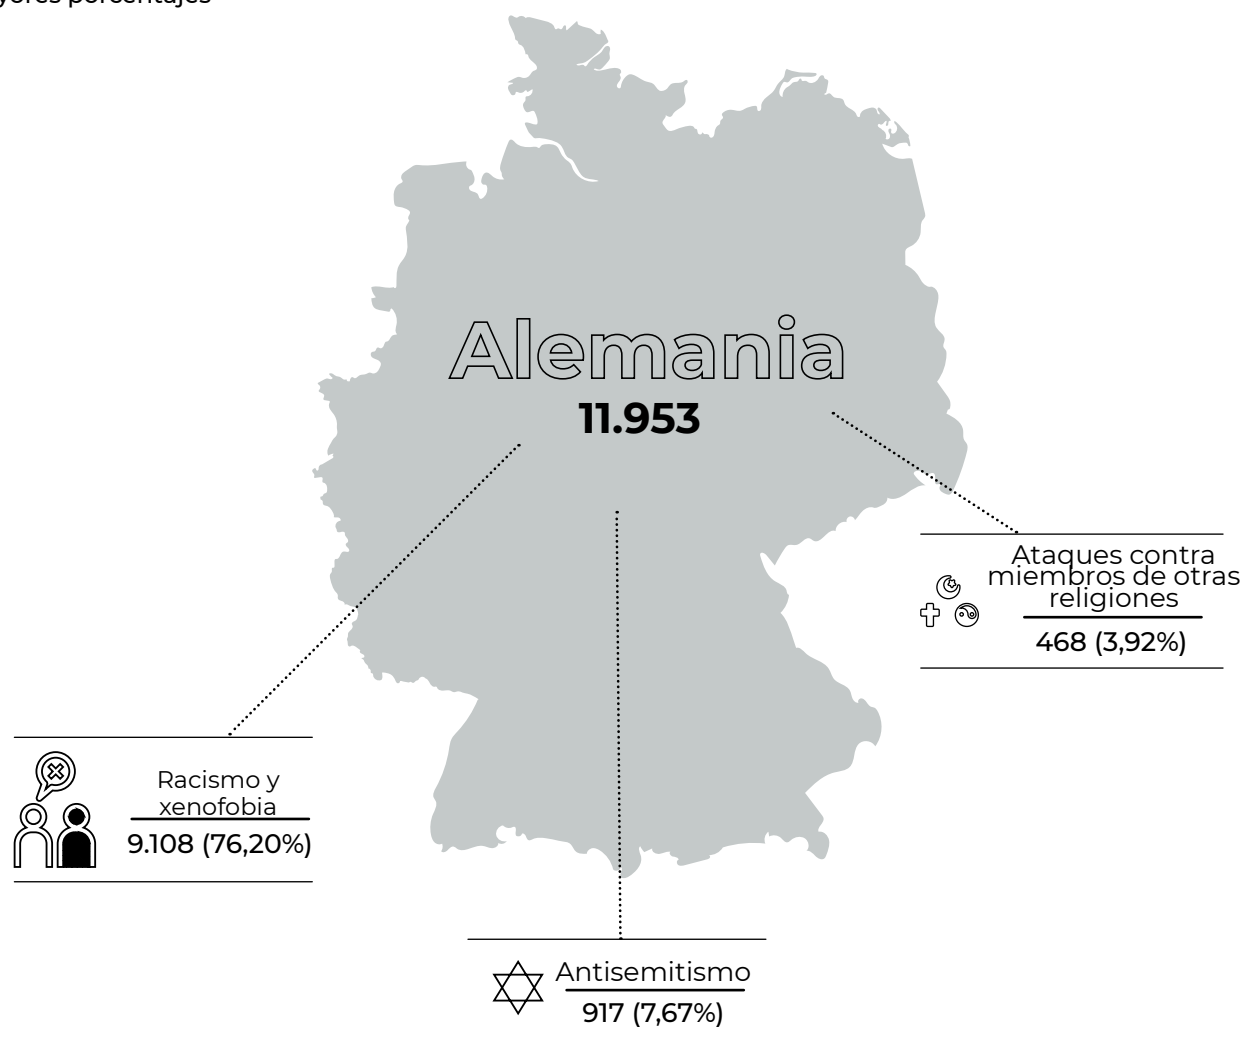 porcentajes
Alemania
11.953
Ataques contra
miembros de otras
religiones
468 (3,92%)
Racismo y
xenofobia
9.108 (76,20%)
Antisemitismo
917 (7,67%)